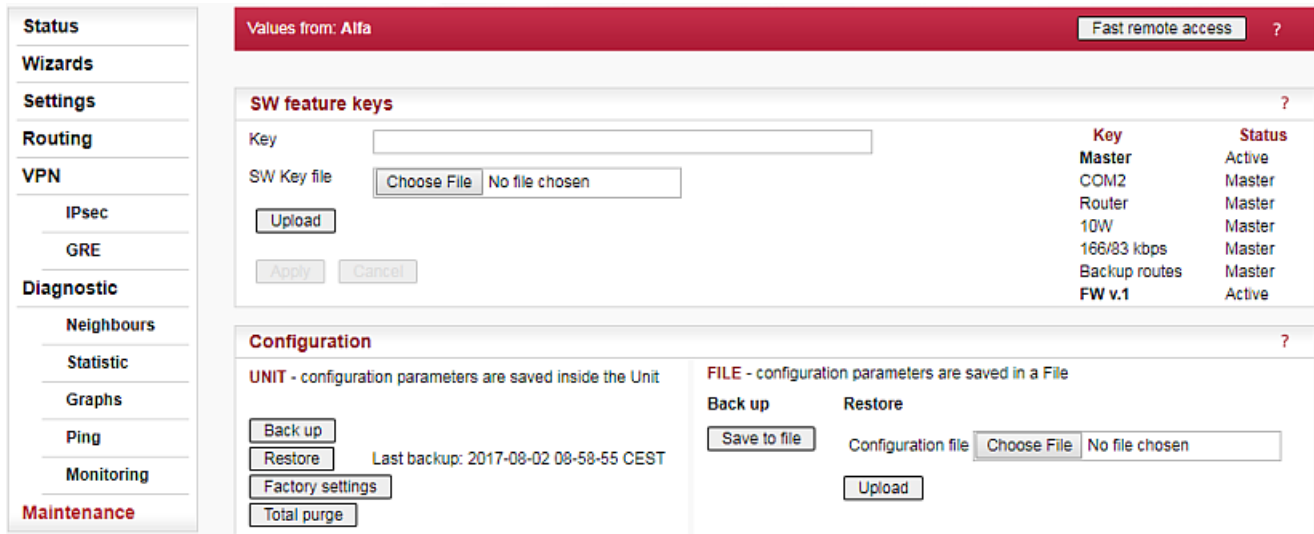 Status
Wizards
Settings
Routing
VPN
IPsec
GRE
Diagnostic
Neighbours
Statistic
Graphs
Ping
Monitoring
Maintenance
Values from: Alfa
Fast remote access ?
SW feature keys ?
Key
SW Key file Choose File No file chosen
Upload
Apply Cancel
Key Status
Master Active
COM2 Master
Router Master
10W Master
166/83 kbps Master
Backup routes Master
FW v.1 Active
Configuration ?
UNIT - configuration parameters are saved inside the Unit
Back up
Restore Last backup: 2017-08-02 08-58-55 CEST
Factory settings
Total purge
FILE - configuration parameters are saved in a File
Back up Restore
Save to file Configuration file Choose File No file chosen
Upload